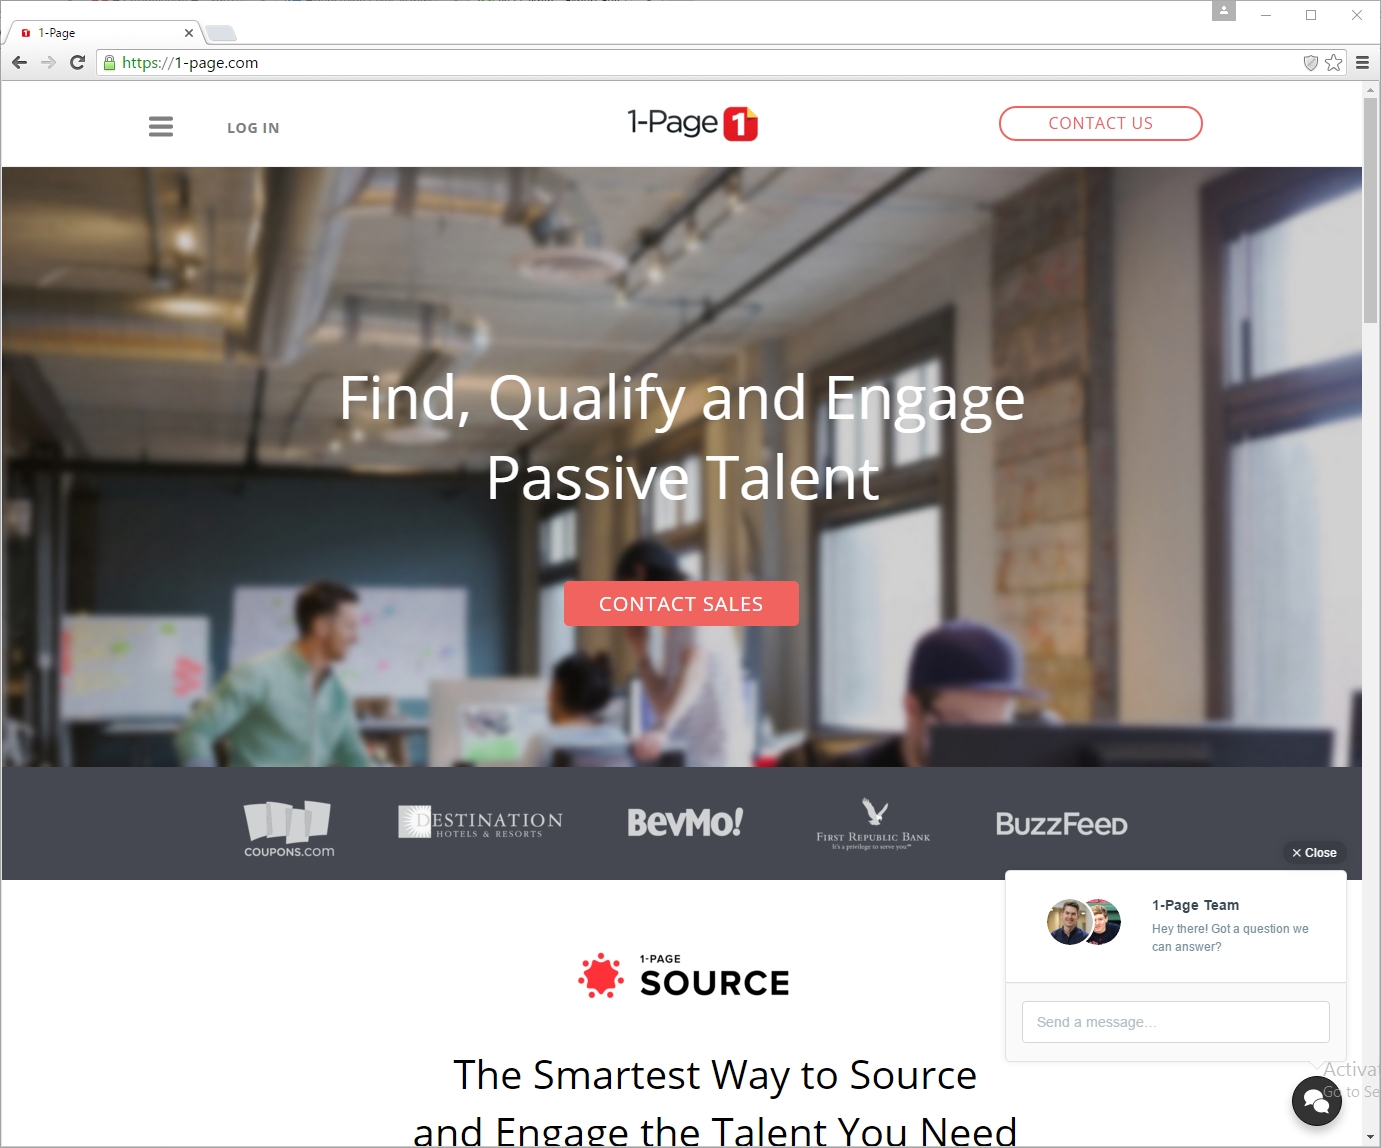 1-Page
https://1-page.com
LOG IN
1-Page 1
CONTACT US
Find, Qualify and Engage
Passive Talent
CONTACT SALES
COUPONS.com
DESTINATION
HOTELS & RESORTS
BevMo!
FIRST REPUBLIC BANK
It's a privilege to serve you℠
BUZZFEED
× Close
1-Page Team
Hey there! Got a question we
can answer?
1-PAGE
SOURCE
Send a message...
The Smartest Way to Source
Activat
Go to Se
and Engage the Talent You Need